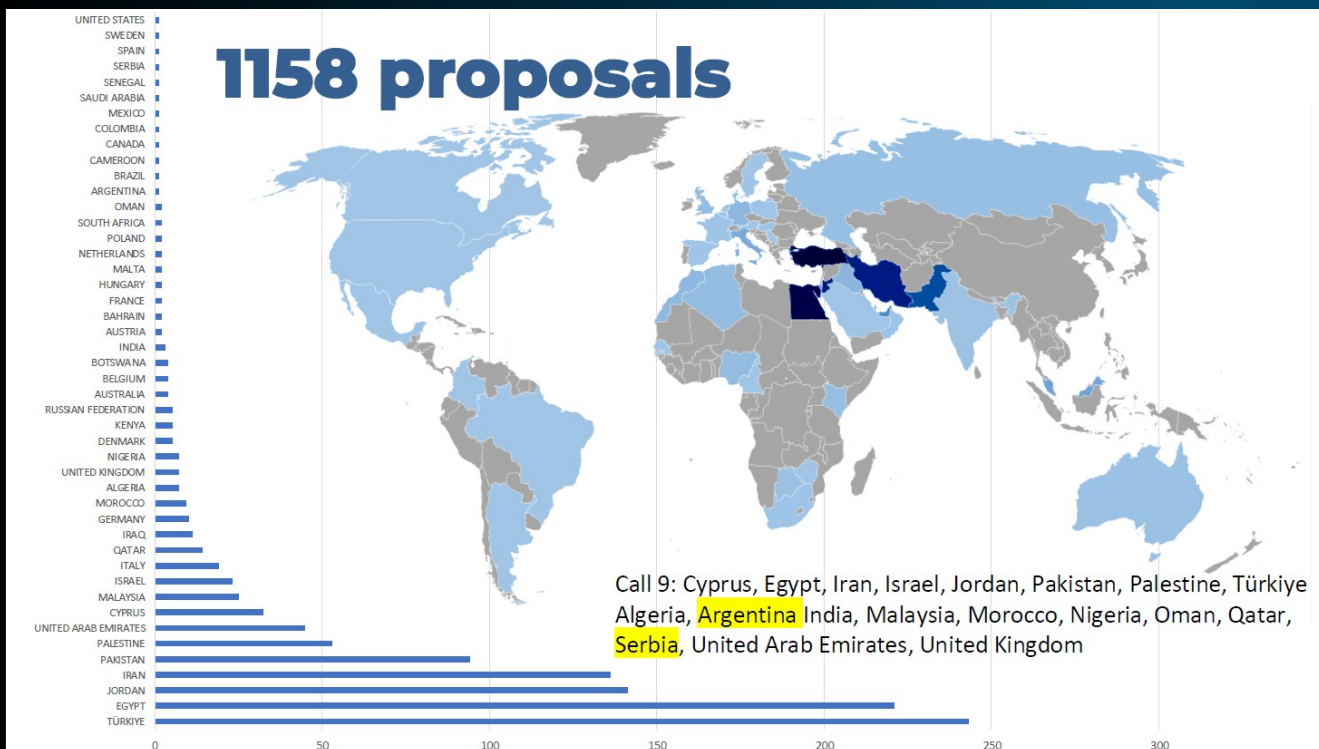 1158 proposals
UNITED STATES
SWEDEN
SPAIN
SERBIA
SENEGAL
SAUDI ARABIA
MEXICO
COLOMBIA
CANADA
CAMEROON
BRAZIL
ARGENTINA
OMAN
SOUTH AFRICA
POLAND
NETHERLANDS
MALTA
HUNGARY
FRANCE
BAHRAIN
AUSTRIA
INDIA
BOTSWANA
BELGIUM
AUSTRALIA
RUSSIAN FEDERATION
KENYA
DENMARK
NIGERIA
UNITED KINGDOM
ALGERIA
MOROCCO
GERMANY
IRAQ
QATAR
ITALY
ISRAEL
MALAYSIA
CYPRUS
UNITED ARAB EMIRATES
PALESTINE
PAKISTAN
IRAN
JORDAN
EGYPT
TÜRKIYE
0 50 100 150 200 250 300
Call 9: Cyprus, Egypt, Iran, Israel, Jordan, Pakistan, Palestine, Türkiye
Algeria, Argentina India, Malaysia, Morocco, Nigeria, Oman, Qatar,
Serbia, United Arab Emirates, United Kingdom